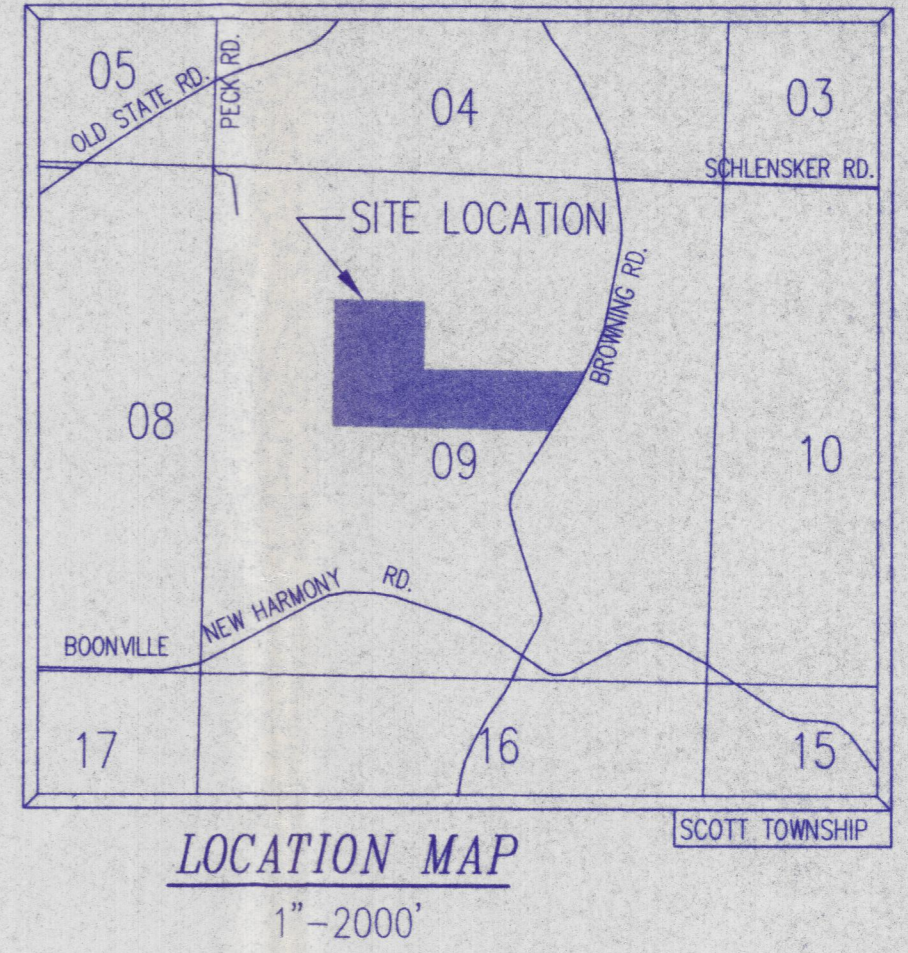 05
OLD STATE RD.
PECK RD.
04
03
SCHLENSKER RD.
SITE LOCATION
BROWNING RD.
08
09
10
BOONVILLE NEW HARMONY RD.
17
16
15
SCOTT TOWNSHIP
LOCATION MAP
1"-2000'